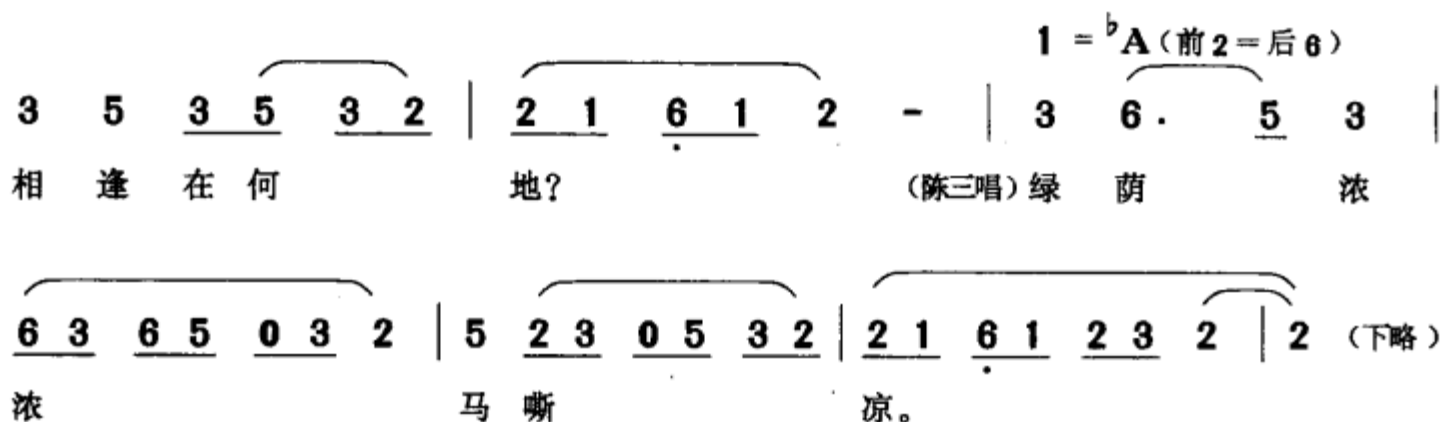 1 = ♭A（前2＝后6）
3 5 3 5 3 2 | 2 1 6̣ 1 2 - | 3 6 · 5 3 |
相 逢 在 何 地？ （陈三唱）绿 荫 浓
6 3 6 5 0 3 2 | 5 2 3 0 5 3 2 | 2 1 6̣ 1 2 3 2 | 2 （下略）
浓 马 嘶 凉。